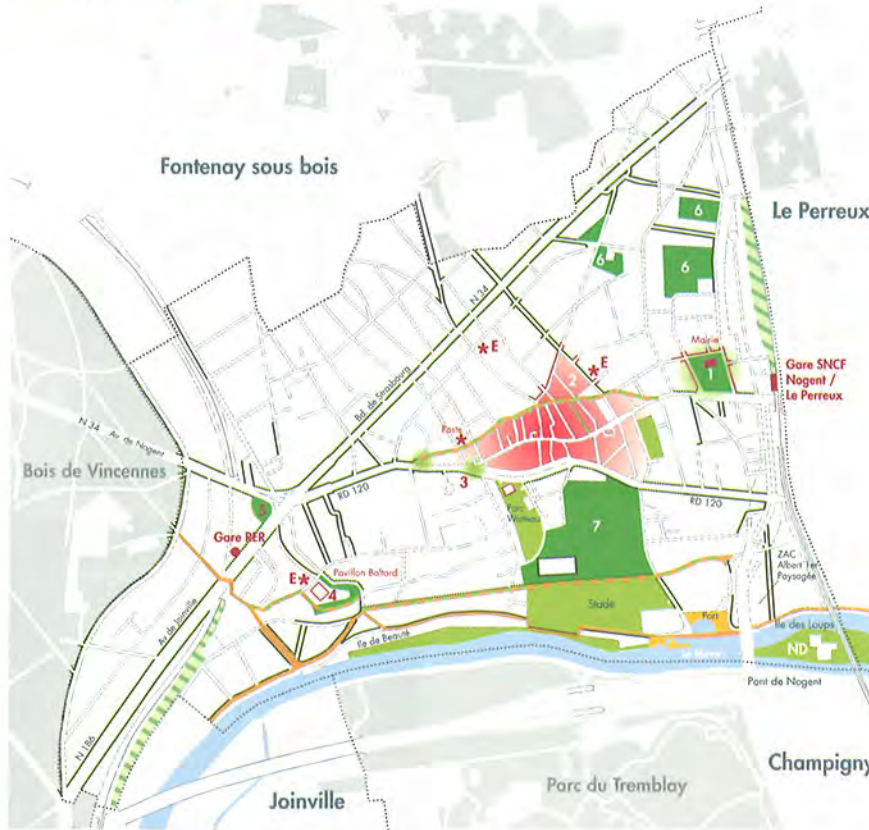 Fontenay sous bois
Le Perreux
6
6
6
N 34
E
E
Mairie
1
Gare SNCF
Nogent /
Le Perreux
2
Bd. de Strasbourg
Poste
N 34
Av. de Nogent
Bois de Vincennes
3
RD 120
RD 120
5
Parc
Watteau
7
Gare RER
E
Pavillon Baltard
4
ZAC
Albert 1er
Paysagée
Av. de Joinville
Stade
Port
Ile de Beauté
Ile des Loups
ND
Pont de Nogent
N 186
Champigny
Parc du Tremblay
Joinville